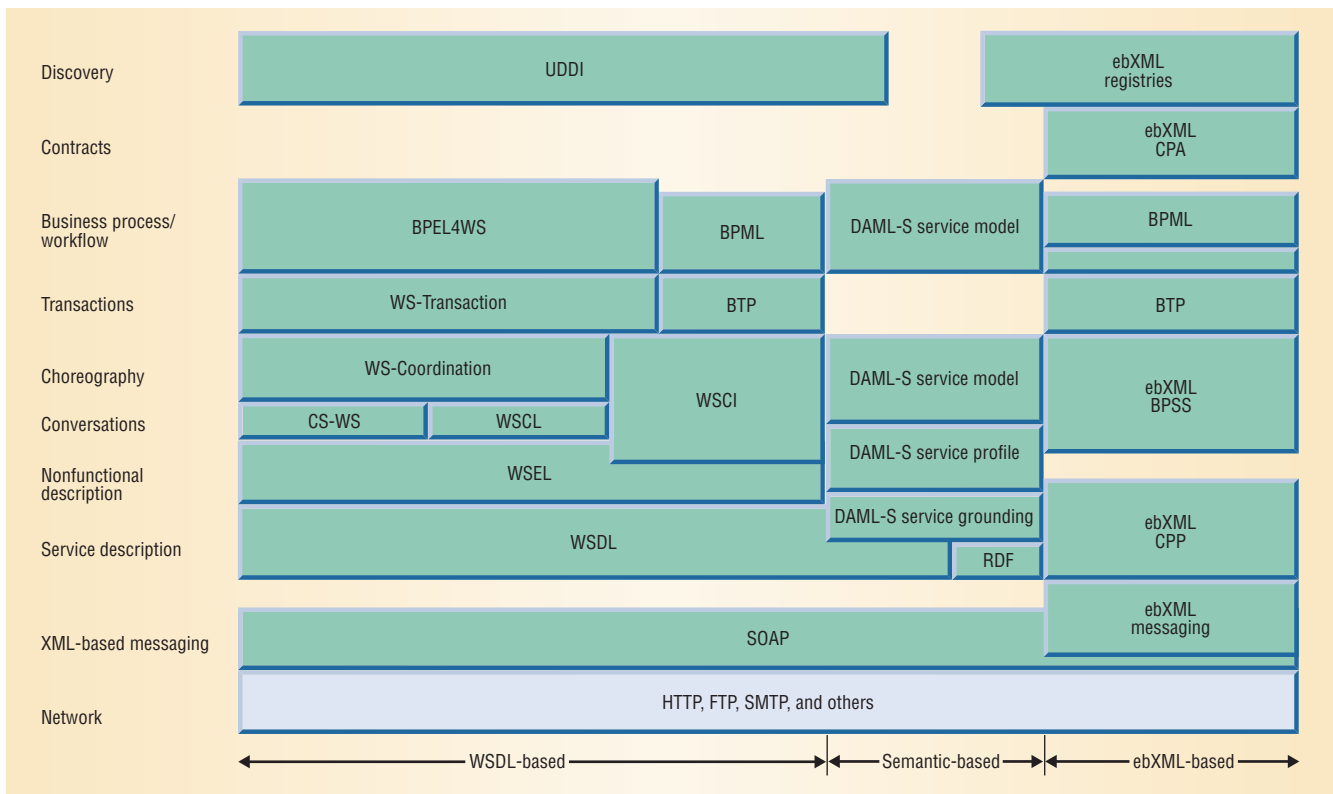 Discovery
UDDI
ebXML
registries
Contracts
ebXML
CPA
Business process/
workflow
BPEL4WS
BPML
DAML-S service model
BPML
Transactions
WS-Transaction
BTP
BTP
Choreography
WS-Coordination
WSCI
DAML-S service model
ebXML
BPSS
Conversations
CS-WS
WSCL
Nonfunctional
description
WSEL
DAML-S service profile
Service description
WSDL
DAML-S service grounding
RDF
ebXML
CPP
XML-based messaging
SOAP
ebXML
messaging
Network
HTTP, FTP, SMTP, and others
WSDL-based
Semantic-based
ebXML-based